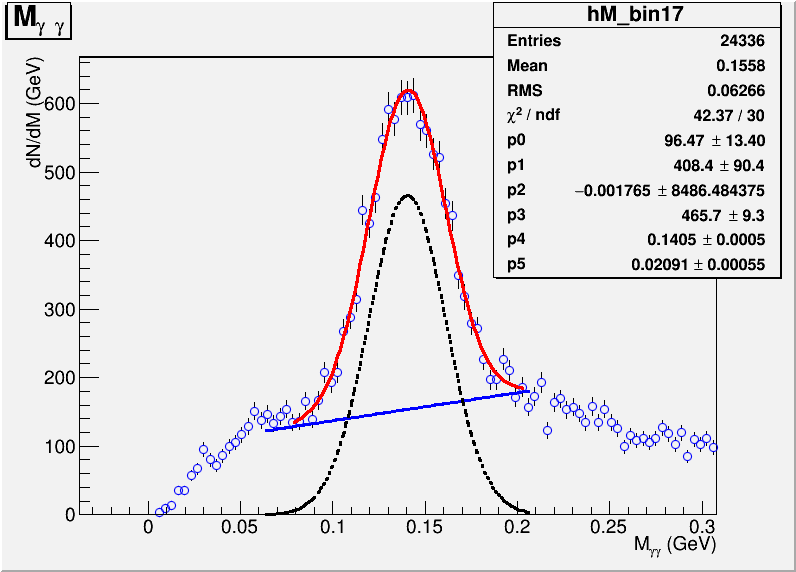 M γ γ
hM_bin17
Entries 24336
Mean 0.1558
RMS 0.06266
χ² / ndf 42.37 / 30
p0 96.47 ± 13.40
p1 408.4 ± 90.4
p2 −0.001765 ± 8486.484375
p3 465.7 ± 9.3
p4 0.1405 ± 0.0005
p5 0.02091 ± 0.00055
dN/dM (GeV)
600
500
400
300
200
100
0
0 0.05 0.1 0.15 0.2 0.25 0.3
Mγγ (GeV)